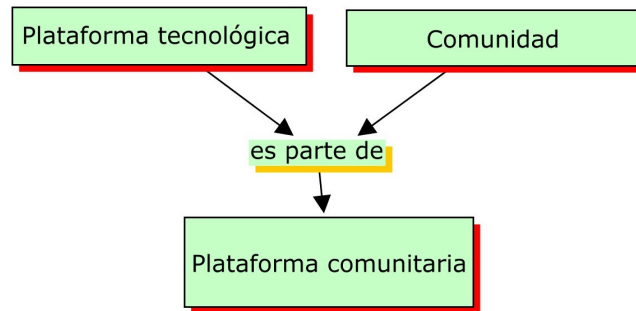 Plataforma tecnológica
Comunidad
es parte de
Plataforma comunitaria